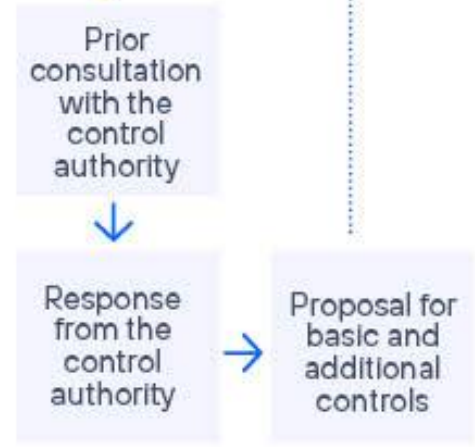 Prior
consultation
with the
control
authority
Response
from the
control
authority
Proposal for
basic and
additional
controls